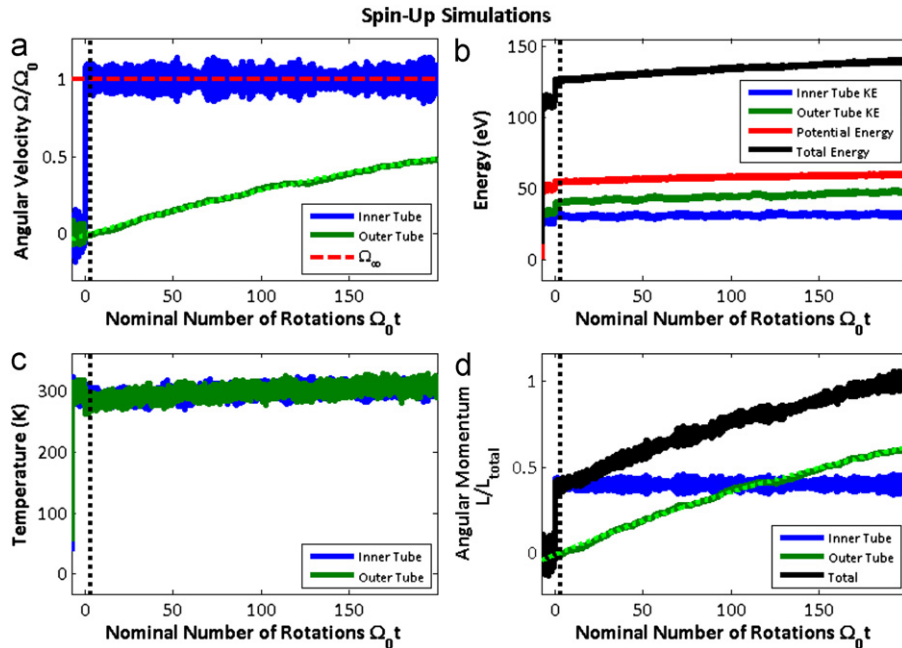 Spin-Up Simulations
a
Angular Velocity Ω/Ω₀
1
0.5
0
0
50
100
150
Nominal Number of Rotations Ω₀t
Inner Tube
Outer Tube
Ω∞
b
Energy (eV)
150
100
50
0
0
50
100
150
Nominal Number of Rotations Ω₀t
Inner Tube KE
Outer Tube KE
Potential Energy
Total Energy
c
Temperature (K)
300
200
100
0
0
50
100
150
Nominal Number of Rotations Ω₀t
Inner Tube
Outer Tube
d
Angular Momentum
L/Ltotal
1
0.5
0
0
50
100
150
Nominal Number of Rotations Ω₀t
Inner Tube
Outer Tube
Total